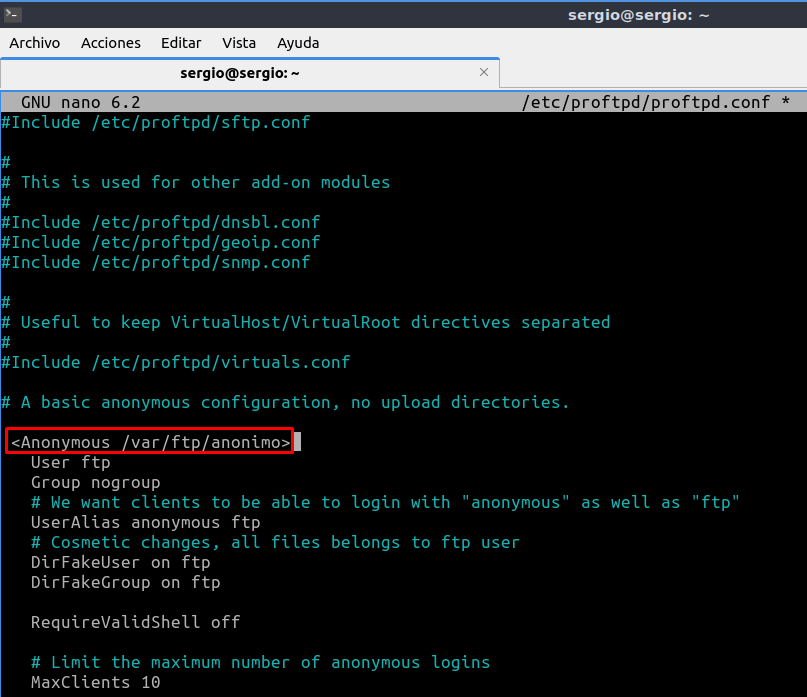 sergio@sergio: ~
Archivo Acciones Editar Vista Ayuda
sergio@sergio: ~
GNU nano 6.2 /etc/proftpd/proftpd.conf *
#Include /etc/proftpd/sftp.conf
#
# This is used for other add-on modules
#
#Include /etc/proftpd/dnsbl.conf
#Include /etc/proftpd/geoip.conf
#Include /etc/proftpd/snmp.conf
#
# Useful to keep VirtualHost/VirtualRoot directives separated
#
#Include /etc/proftpd/virtuals.conf
# A basic anonymous configuration, no upload directories.
<Anonymous /var/ftp/anonimo>
User ftp
Group nogroup
# We want clients to be able to login with "anonymous" as well as "ftp"
UserAlias anonymous ftp
# Cosmetic changes, all files belongs to ftp user
DirFakeUser on ftp
DirFakeGroup on ftp
RequireValidShell off
# Limit the maximum number of anonymous logins
MaxClients 10